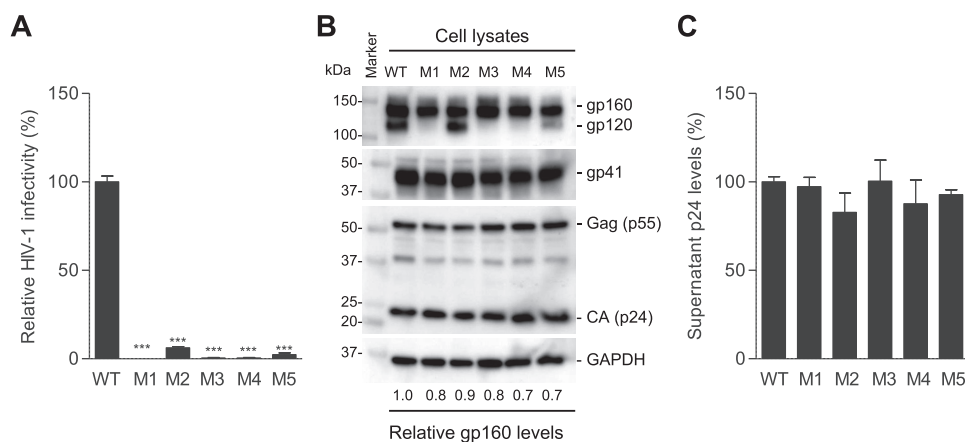 A
Relative HIV-1 infectivity (%)
150
100
50
0
***
***
***
***
***
WT M1 M2 M3 M4 M5
B
Cell lysates
kDa
Marker
WT M1 M2 M3 M4 M5
150-
100-
- gp160
- gp120
50-
37-
- gp41
50-
37-
25-
20-
- Gag (p55)
- CA (p24)
37-
- GAPDH
1.0 0.8 0.9 0.8 0.7 0.7
Relative gp160 levels
C
Supernatant p24 levels (%)
150
100
50
0
WT M1 M2 M3 M4 M5